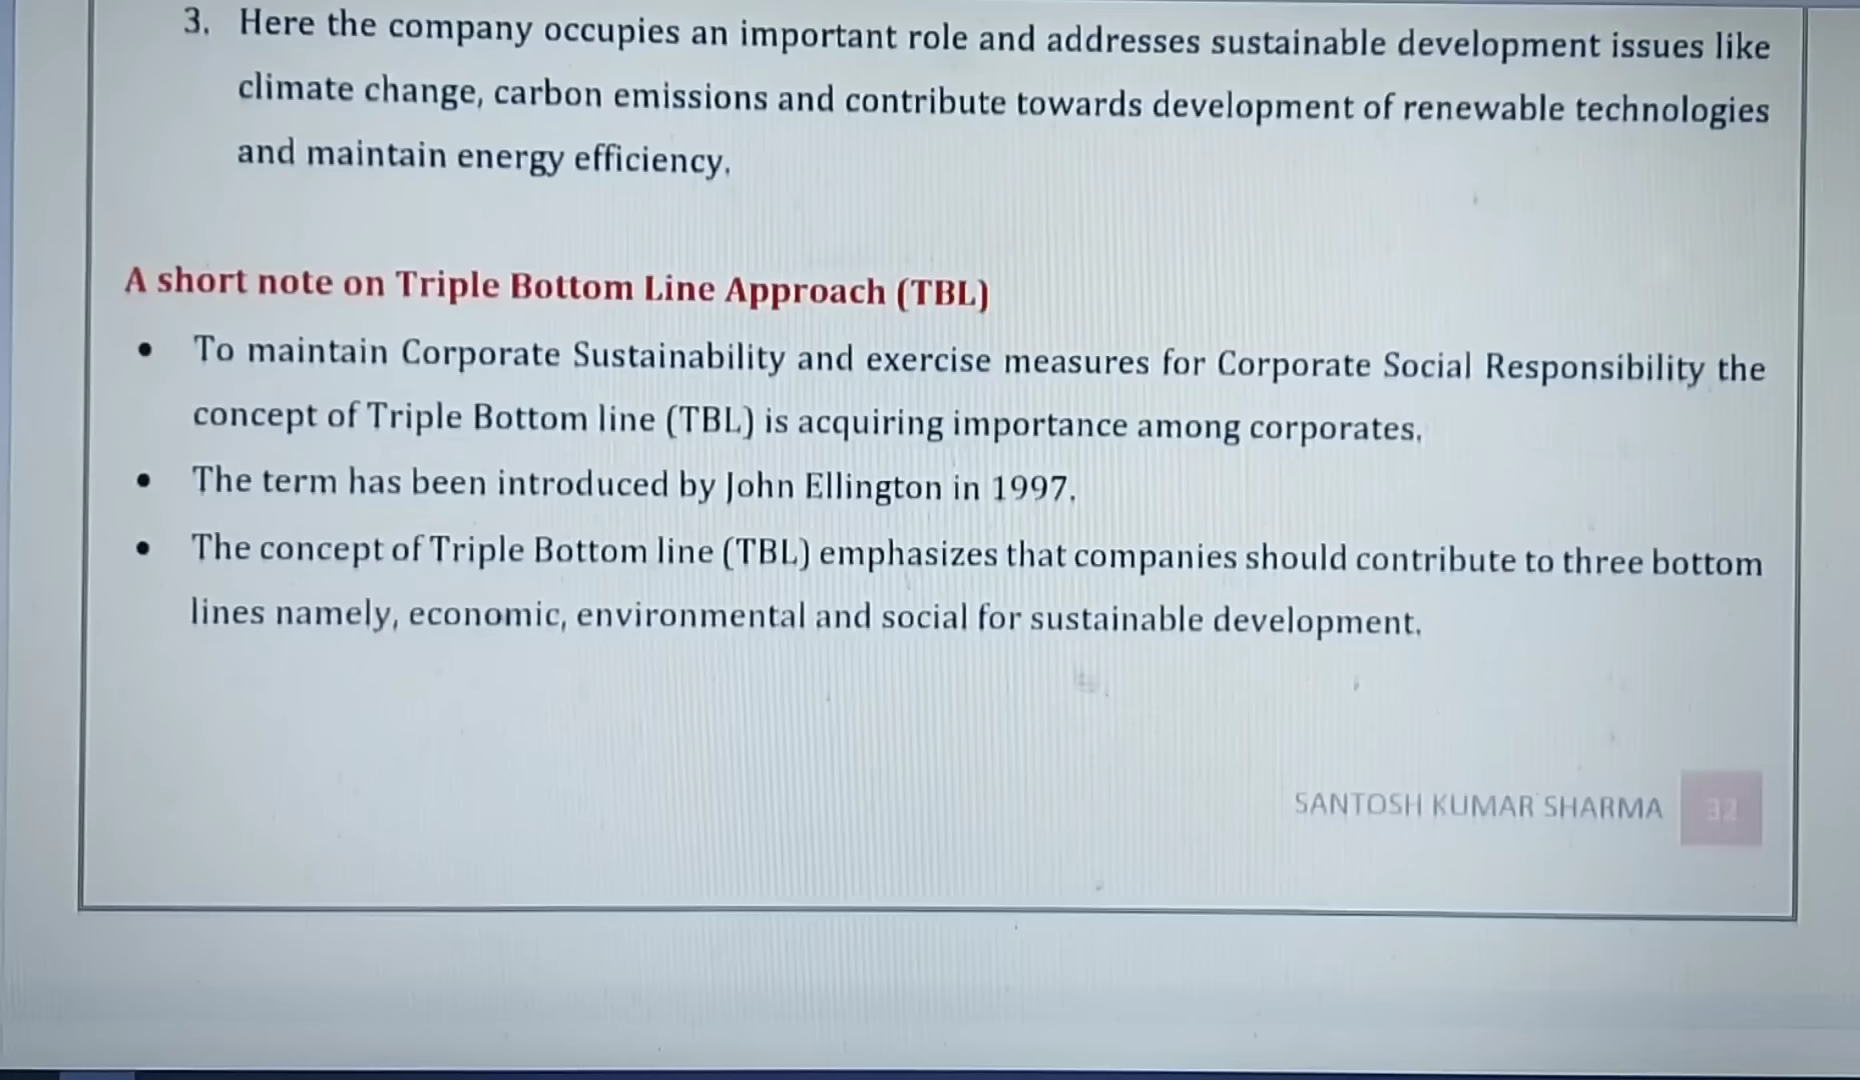 3. Here the company occupies an important role and addresses sustainable development issues like
climate change, carbon emissions and contribute towards development of renewable technologies
and maintain energy efficiency.
A short note on Triple Bottom Line Approach (TBL)
• To maintain Corporate Sustainability and exercise measures for Corporate Social Responsibility the
concept of Triple Bottom line (TBL) is acquiring importance among corporates.
• The term has been introduced by John Ellington in 1997.
• The concept of Triple Bottom line (TBL) emphasizes that companies should contribute to three bottom
lines namely, economic, environmental and social for sustainable development.
SANTOSH KUMAR SHARMA 32